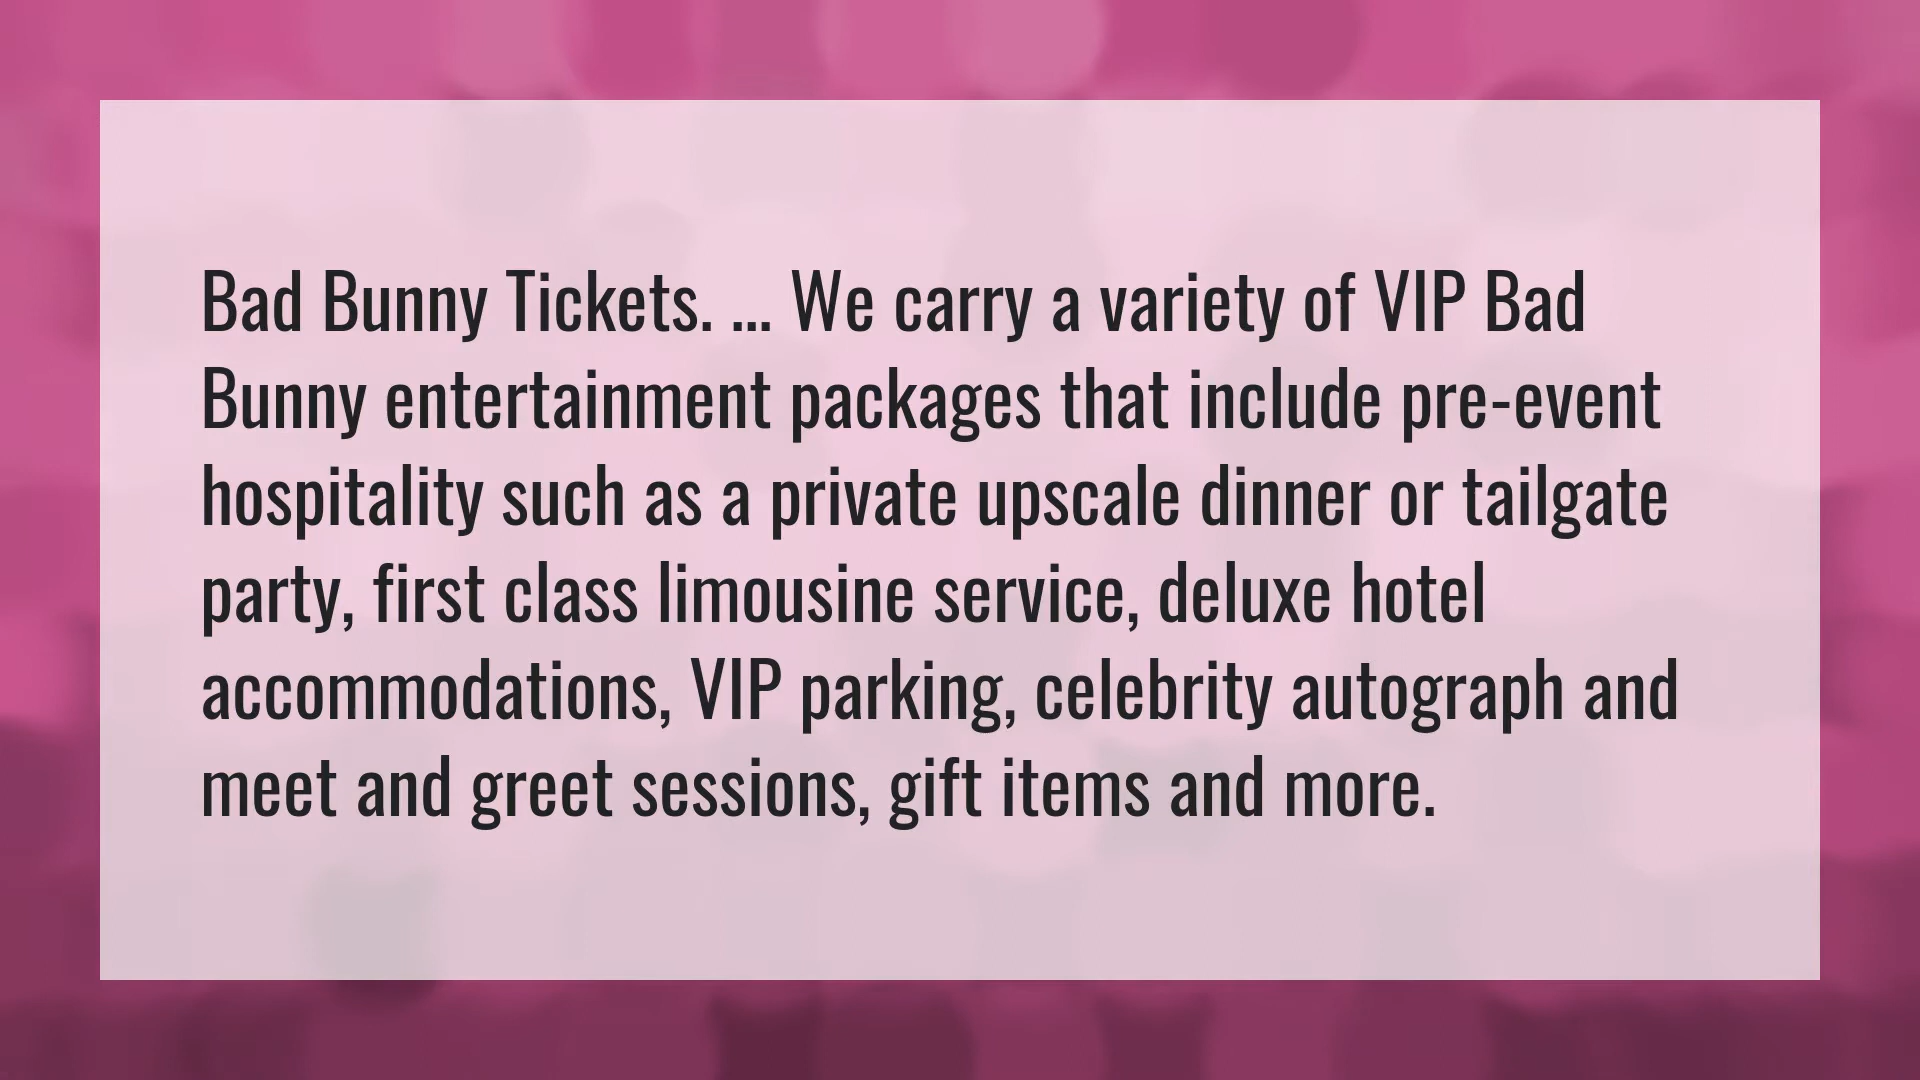 Bad Bunny Tickets. ... We carry a variety of VIP Bad
Bunny entertainment packages that include pre-event
hospitality such as a private upscale dinner or tailgate
party, first class limousine service, deluxe hotel
accommodations, VIP parking, celebrity autograph and
meet and greet sessions, gift items and more.